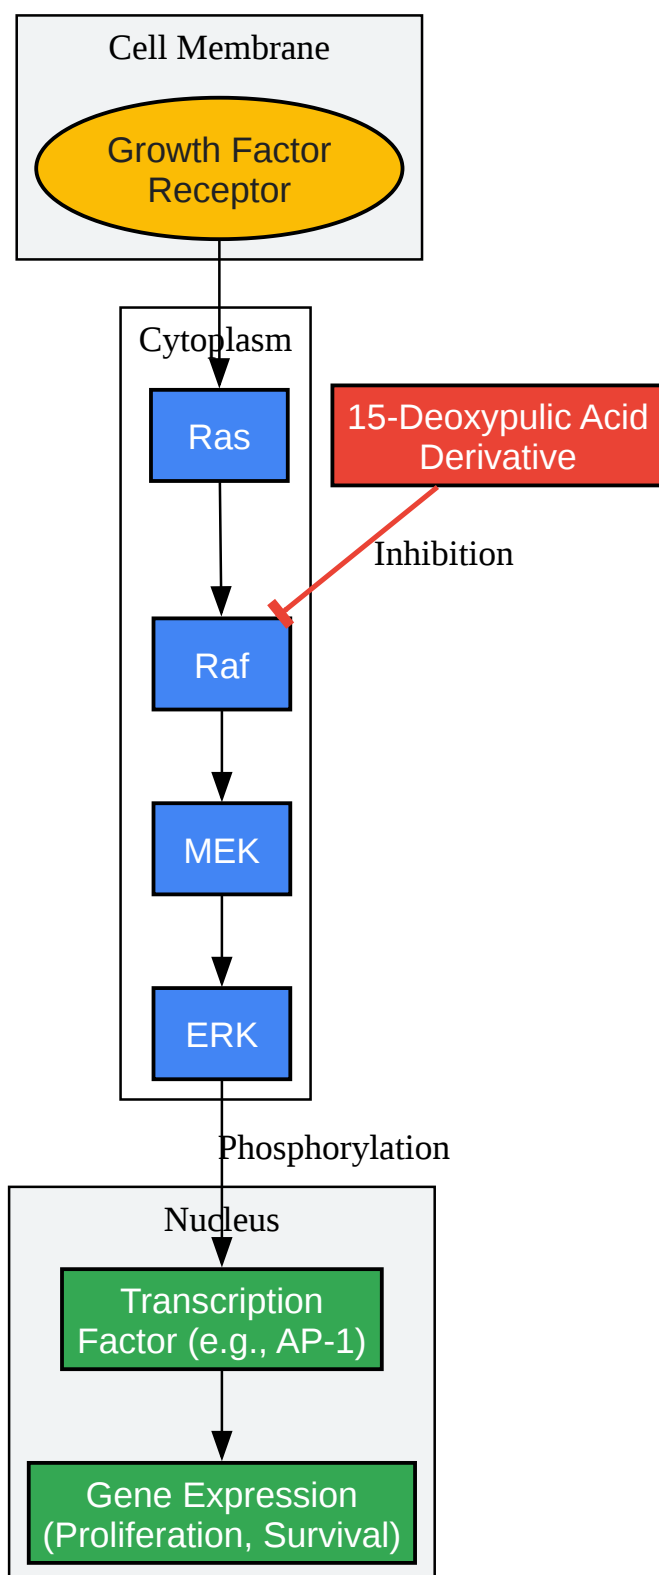 Cell Membrane
Growth Factor
Receptor
Cytoplasm
Ras
15-Deoxypulic Acid
Derivative
Inhibition
Raf
MEK
ERK
Phosphorylation
Nucleus
Transcription
Factor (e.g., AP-1)
Gene Expression
(Proliferation, Survival)